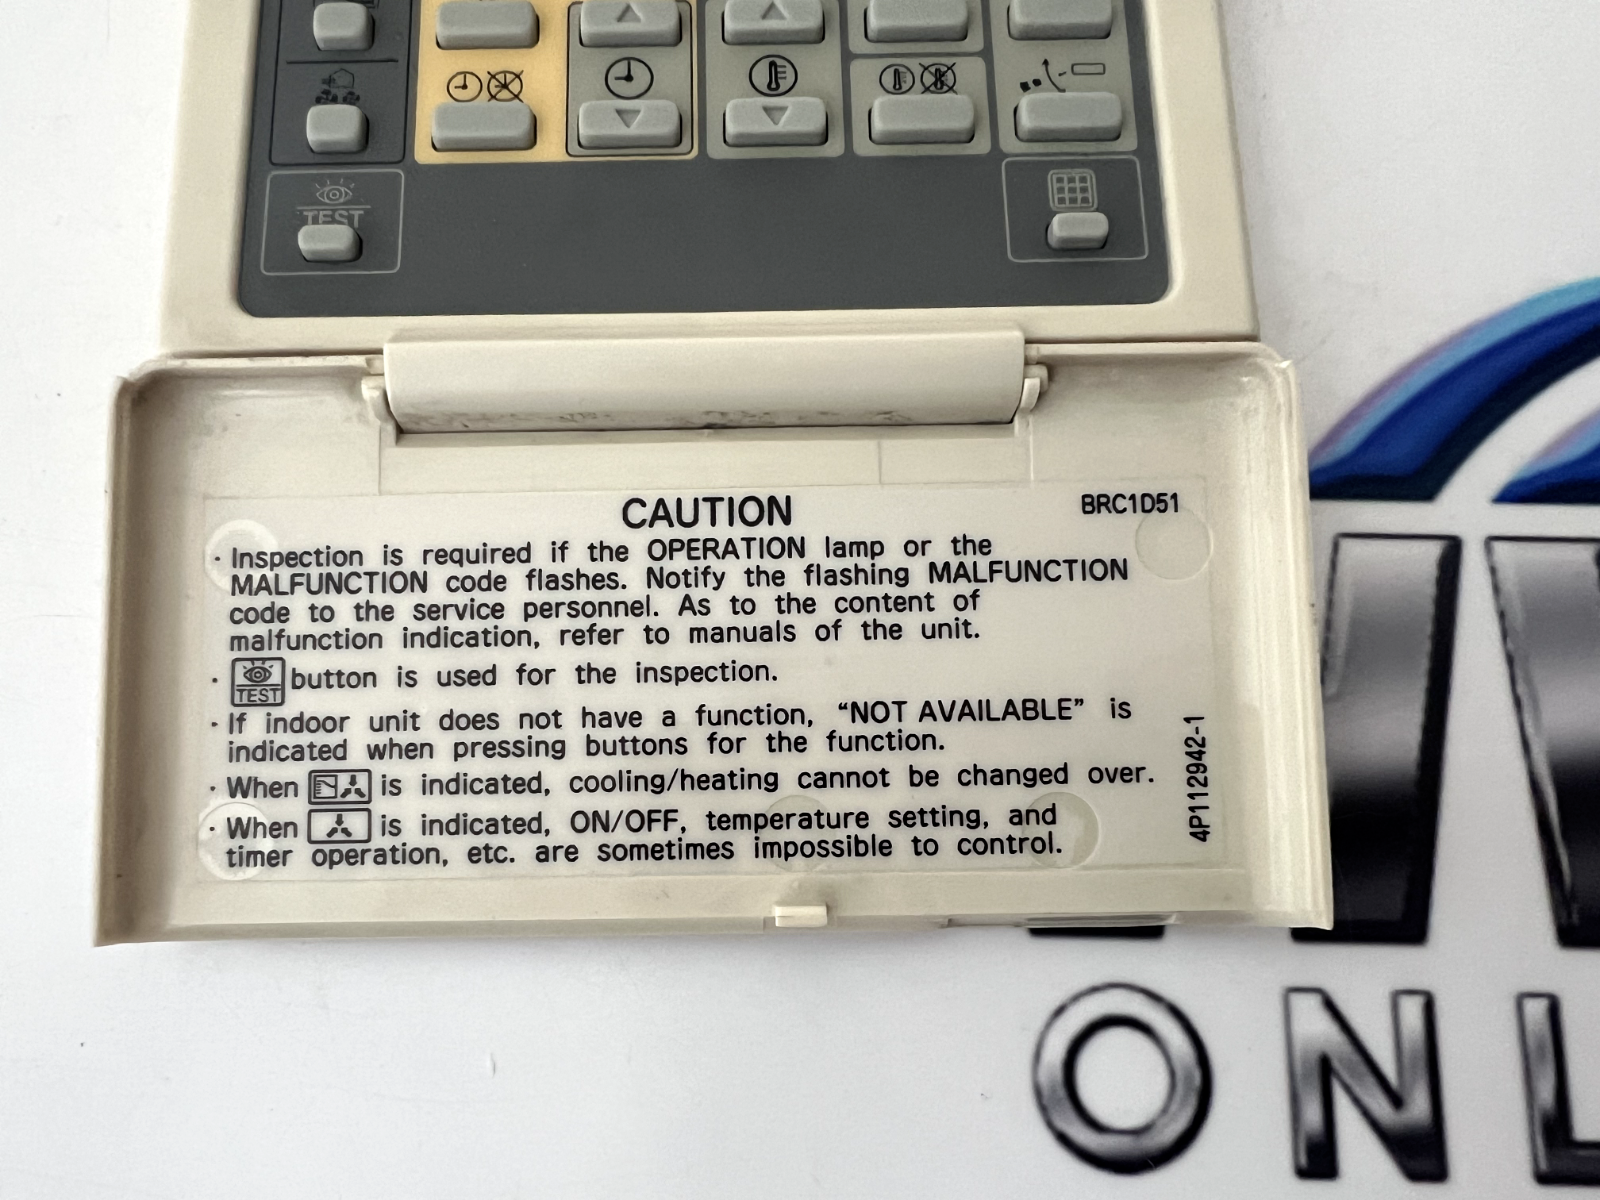 TEST
CAUTION
BRC1D51
· Inspection is required if the OPERATION lamp or the
MALFUNCTION code flashes. Notify the flashing MALFUNCTION
code to the service personnel. As to the content of
malfunction indication, refer to manuals of the unit.
· TEST button is used for the inspection.
· If indoor unit does not have a function, “NOT AVAILABLE” is
indicated when pressing buttons for the function.
· When is indicated, cooling/heating cannot be changed over.
· When is indicated, ON/OFF, temperature setting, and
timer operation, etc. are sometimes impossible to control.
4P112942-1